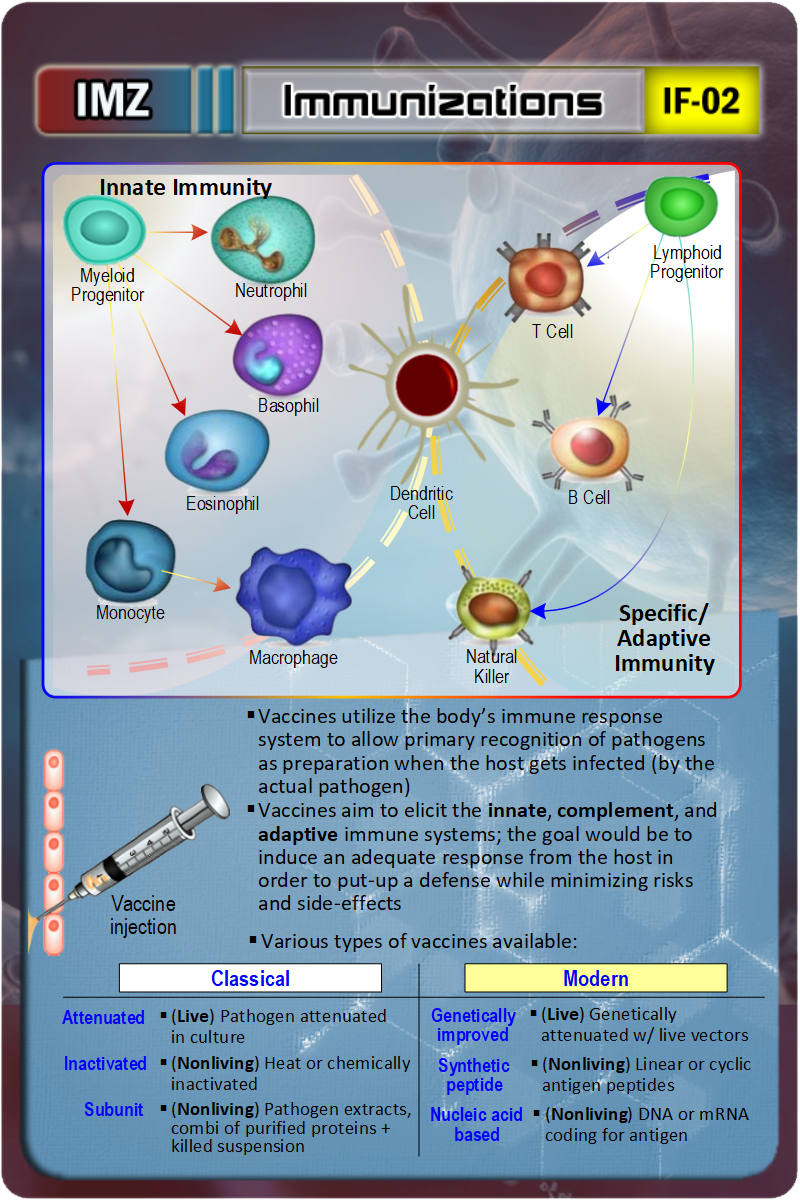 IMZ
Immunizations
IF-02
Innate Immunity
Myeloid
Progenitor
Neutrophil
Basophil
Eosinophil
Monocyte
Macrophage
Dendritic
Cell
T Cell
Lymphoid
Progenitor
B Cell
Natural
Killer
Specific/
Adaptive
Immunity
▪ Vaccines utilize the body’s immune response
system to allow primary recognition of pathogens
as preparation when the host gets infected (by the
actual pathogen)
▪ Vaccines aim to elicit the innate, complement, and
adaptive immune systems; the goal would be to
induce an adequate response from the host in
order to put-up a defense while minimizing risks
and side-effects
Vaccine
injection
▪ Various types of vaccines available:
Classical
Attenuated ▪ (Live) Pathogen attenuated
in culture
Inactivated ▪ (Nonliving) Heat or chemically
inactivated
Subunit ▪ (Nonliving) Pathogen extracts,
combi of purified proteins +
killed suspension
Modern
Genetically ▪ (Live) Genetically
improved attenuated w/ live vectors
Synthetic ▪ (Nonliving) Linear or cyclic
peptide antigen peptides
Nucleic acid ▪ (Nonliving) DNA or mRNA
based coding for antigen